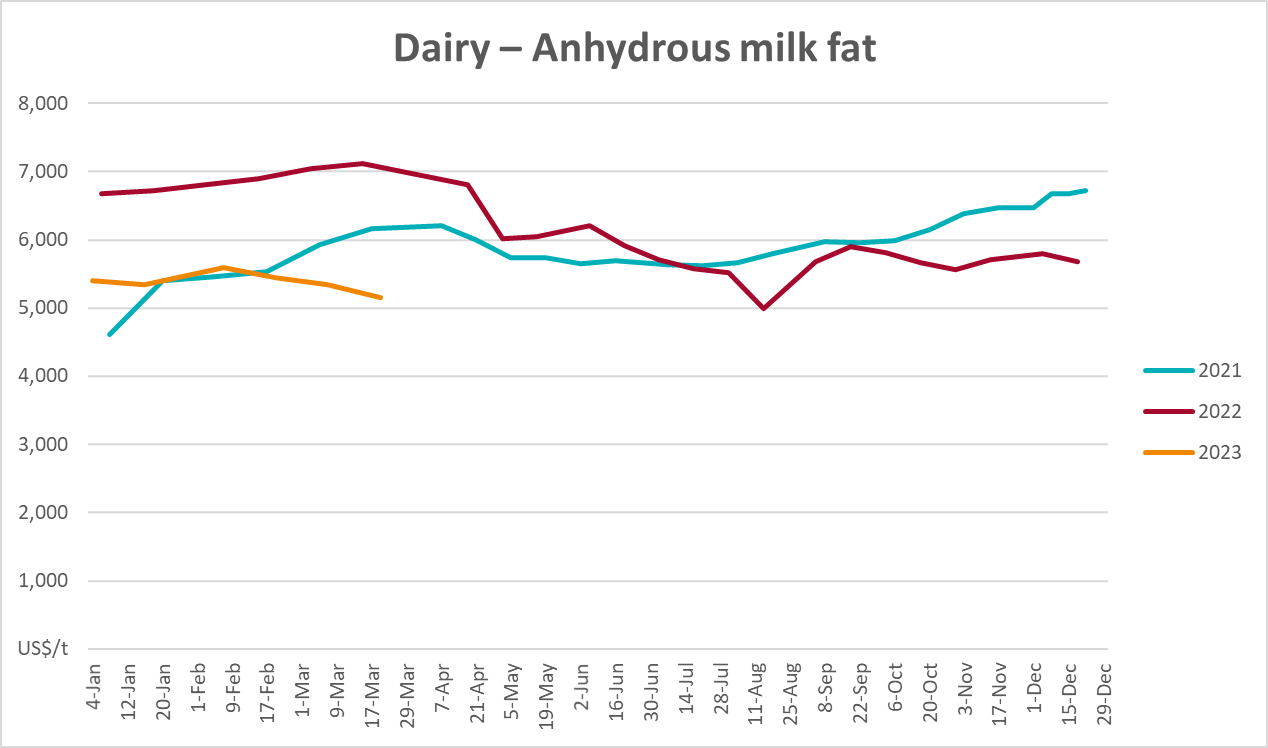 Dairy – Anhydrous milk fat
8,000
7,000
6,000
5,000
4,000
3,000
2,000
1,000
US$/t
4-Jan
12-Jan
20-Jan
1-Feb
9-Feb
17-Feb
1-Mar
9-Mar
17-Mar
29-Mar
7-Apr
21-Apr
5-May
19-May
2-Jun
16-Jun
30-Jun
14-Jul
28-Jul
11-Aug
25-Aug
8-Sep
22-Sep
6-Oct
20-Oct
3-Nov
17-Nov
1-Dec
15-Dec
29-Dec
2021
2022
2023